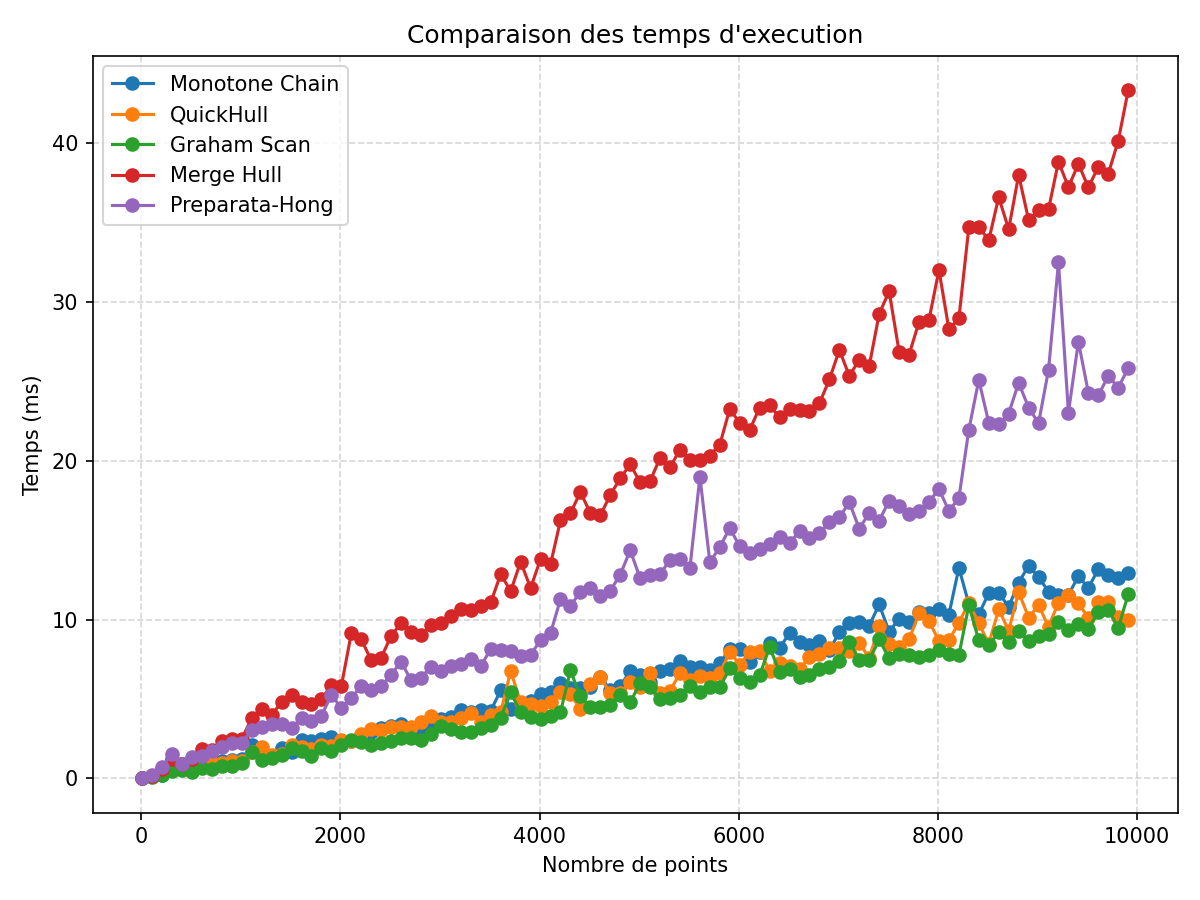 Comparaison des temps d'execution
Monotone Chain
QuickHull
Graham Scan
Merge Hull
Preparata-Hong
Temps (ms)
40
30
20
10
0
0 2000 4000 6000 8000 10000
Nombre de points